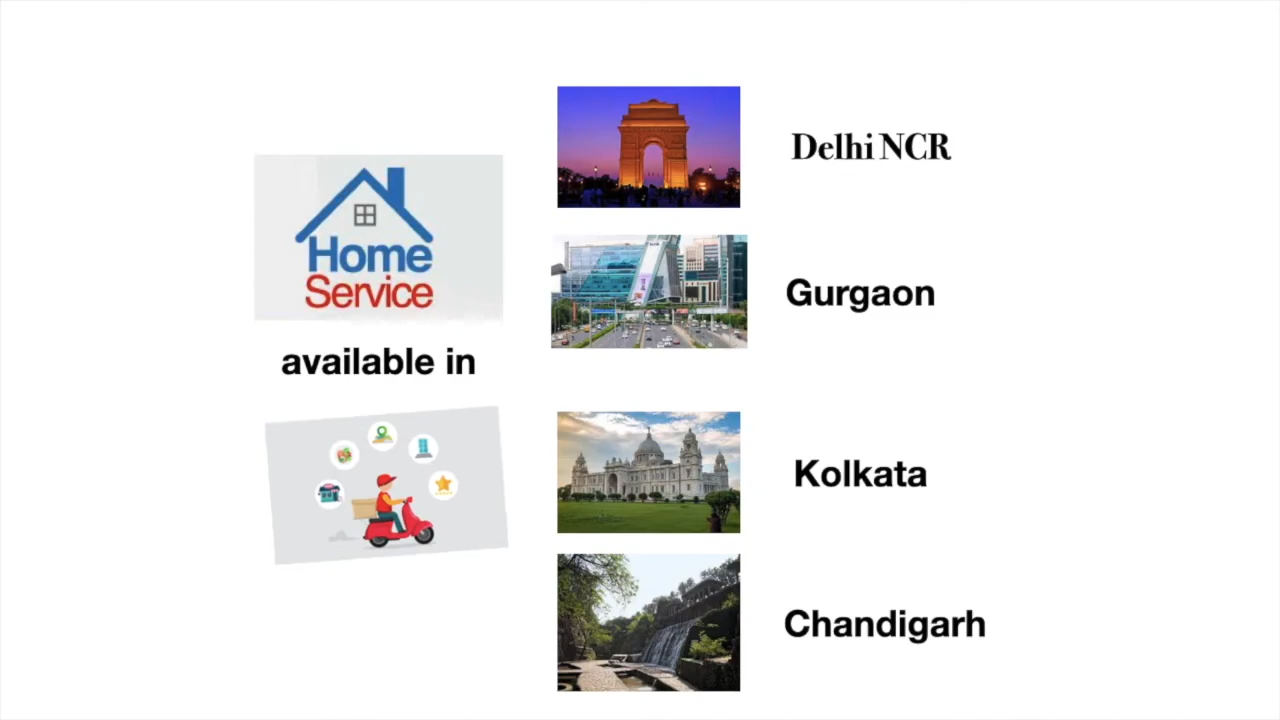 Home
Service
available in
Delhi NCR
Gurgaon
Kolkata
Chandigarh